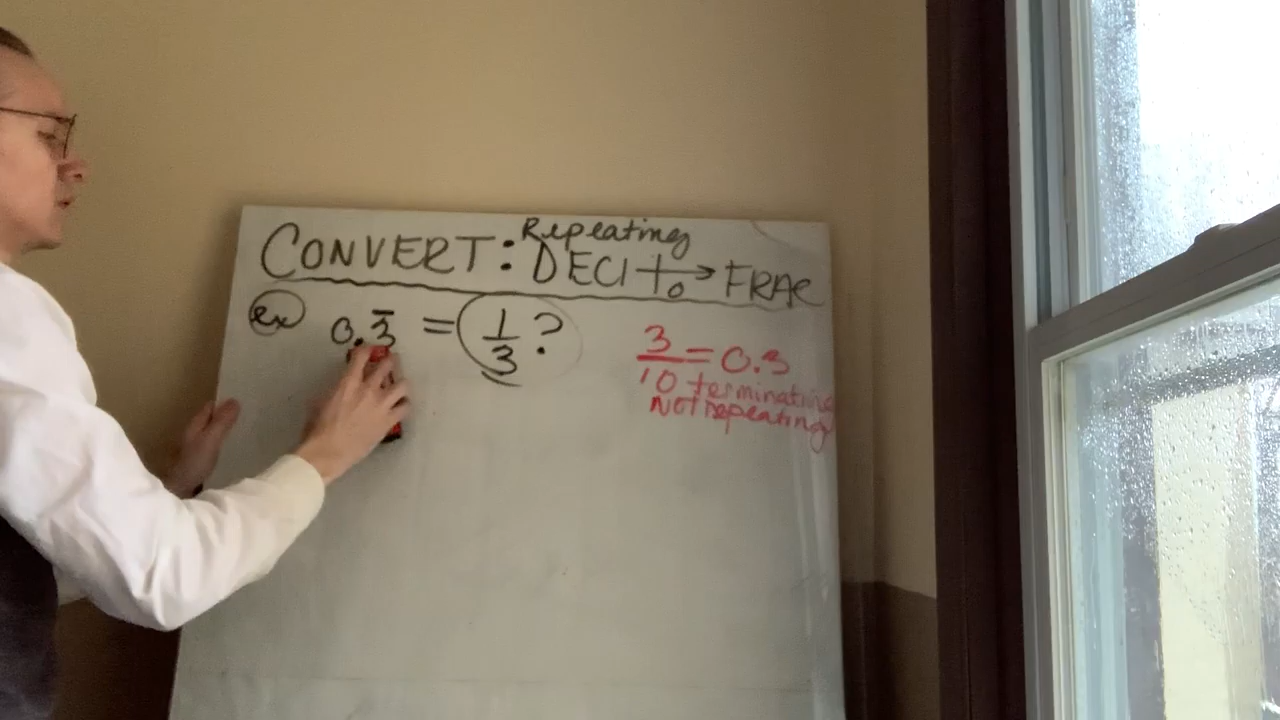 CONVERT: Repeating DECI to → FRAC
ex 0.3̅ = 1/3 ?
3/10 = 0.3
terminating
NOT repeating